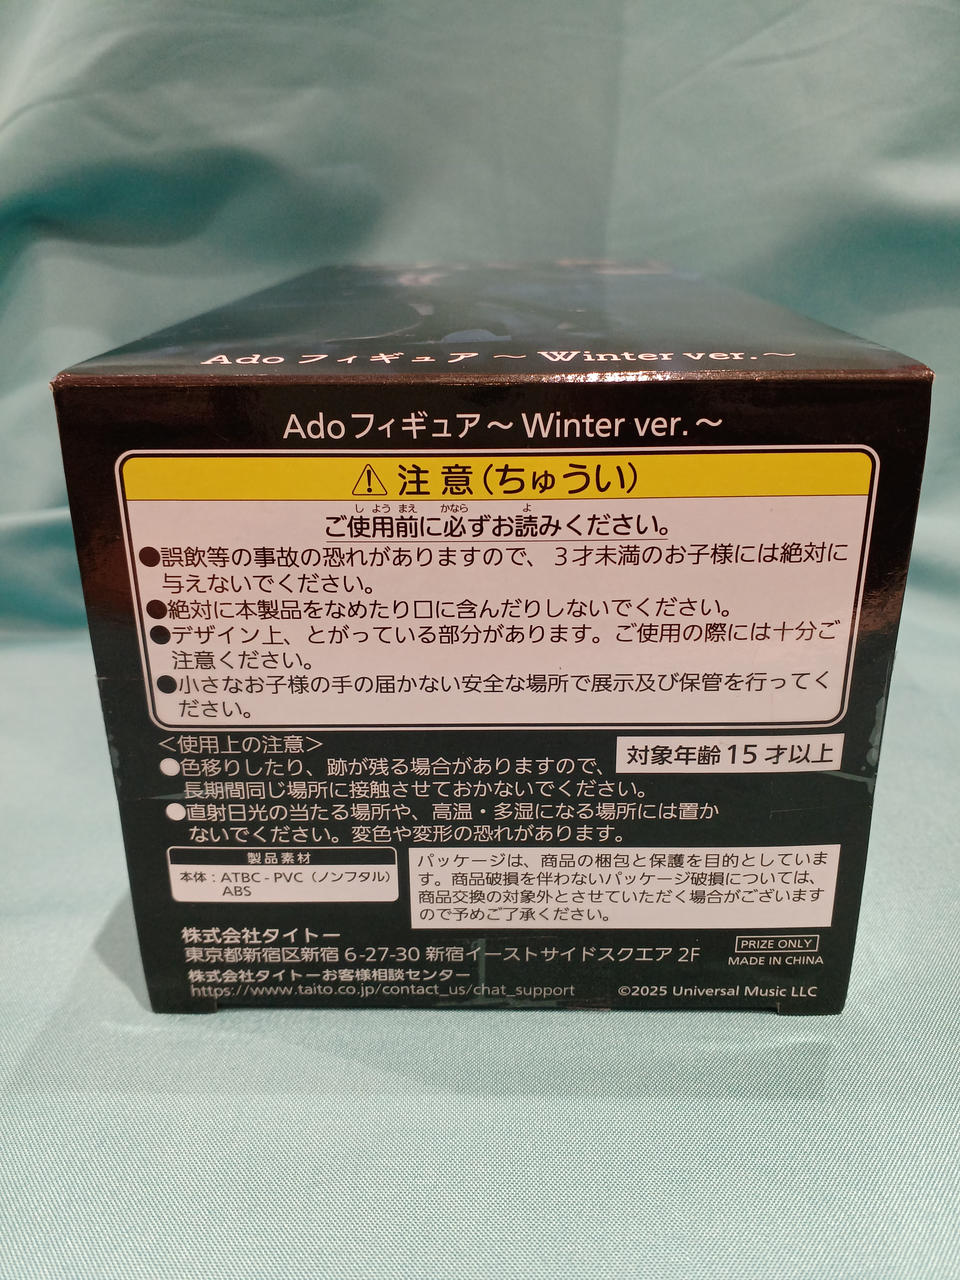 Ado フィギュア ～ Winter ver.～
Adoフィギュア～ Winter ver.～
⚠ 注 意（ちゅうい）
ご使用前に必ずお読みください。
●誤飲等の事故の恐れがありますので、３才未満のお子様には絶対に
与えないでください。
●絶対に本製品をなめたり口に含んだりしないでください。
●デザイン上、とがっている部分があります。ご使用の際には十分ご
注意ください。
●小さなお子様の手の届かない安全な場所で展示及び保管を行ってく
ださい。
＜使用上の注意＞
対象年齢 15 才以上
●色移りしたり、跡が残る場合がありますので、
長期間同じ場所に接触させておかないでください。
●直射日光の当たる場所や、高温・多湿になる場所には置か
ないでください。変色や変形の恐れがあります。
製品素材
本体：ATBC - PVC（ノンフタル）
ABS
パッケージは、商品の梱包と保護を目的としていま
す。商品破損を伴わないパッケージ破損については、
商品交換の対象外とさせていただく場合がございます
ので予めご了承ください。
株式会社タイトー
東京都新宿区新宿 6-27-30 新宿イーストサイドスクエア 2F
株式会社タイトーお客様相談センター
https://www.taito.co.jp/contact_us/chat_support
PRIZE ONLY
MADE IN CHINA
©2025 Universal Music LLC